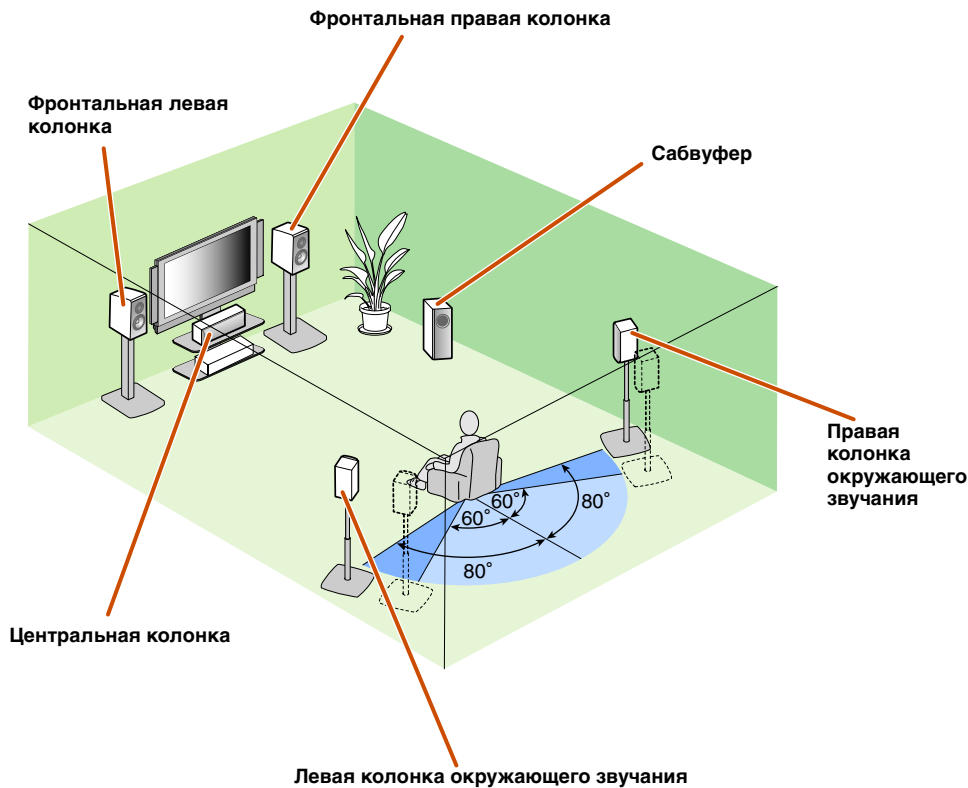 Фронтальная правая колонка
Фронтальная левая
колонка
Сабвуфер
Правая
колонка
окружающего
звучания
60˚
60˚
80˚
80˚
Центральная колонка
Левая колонка окружающего звучания